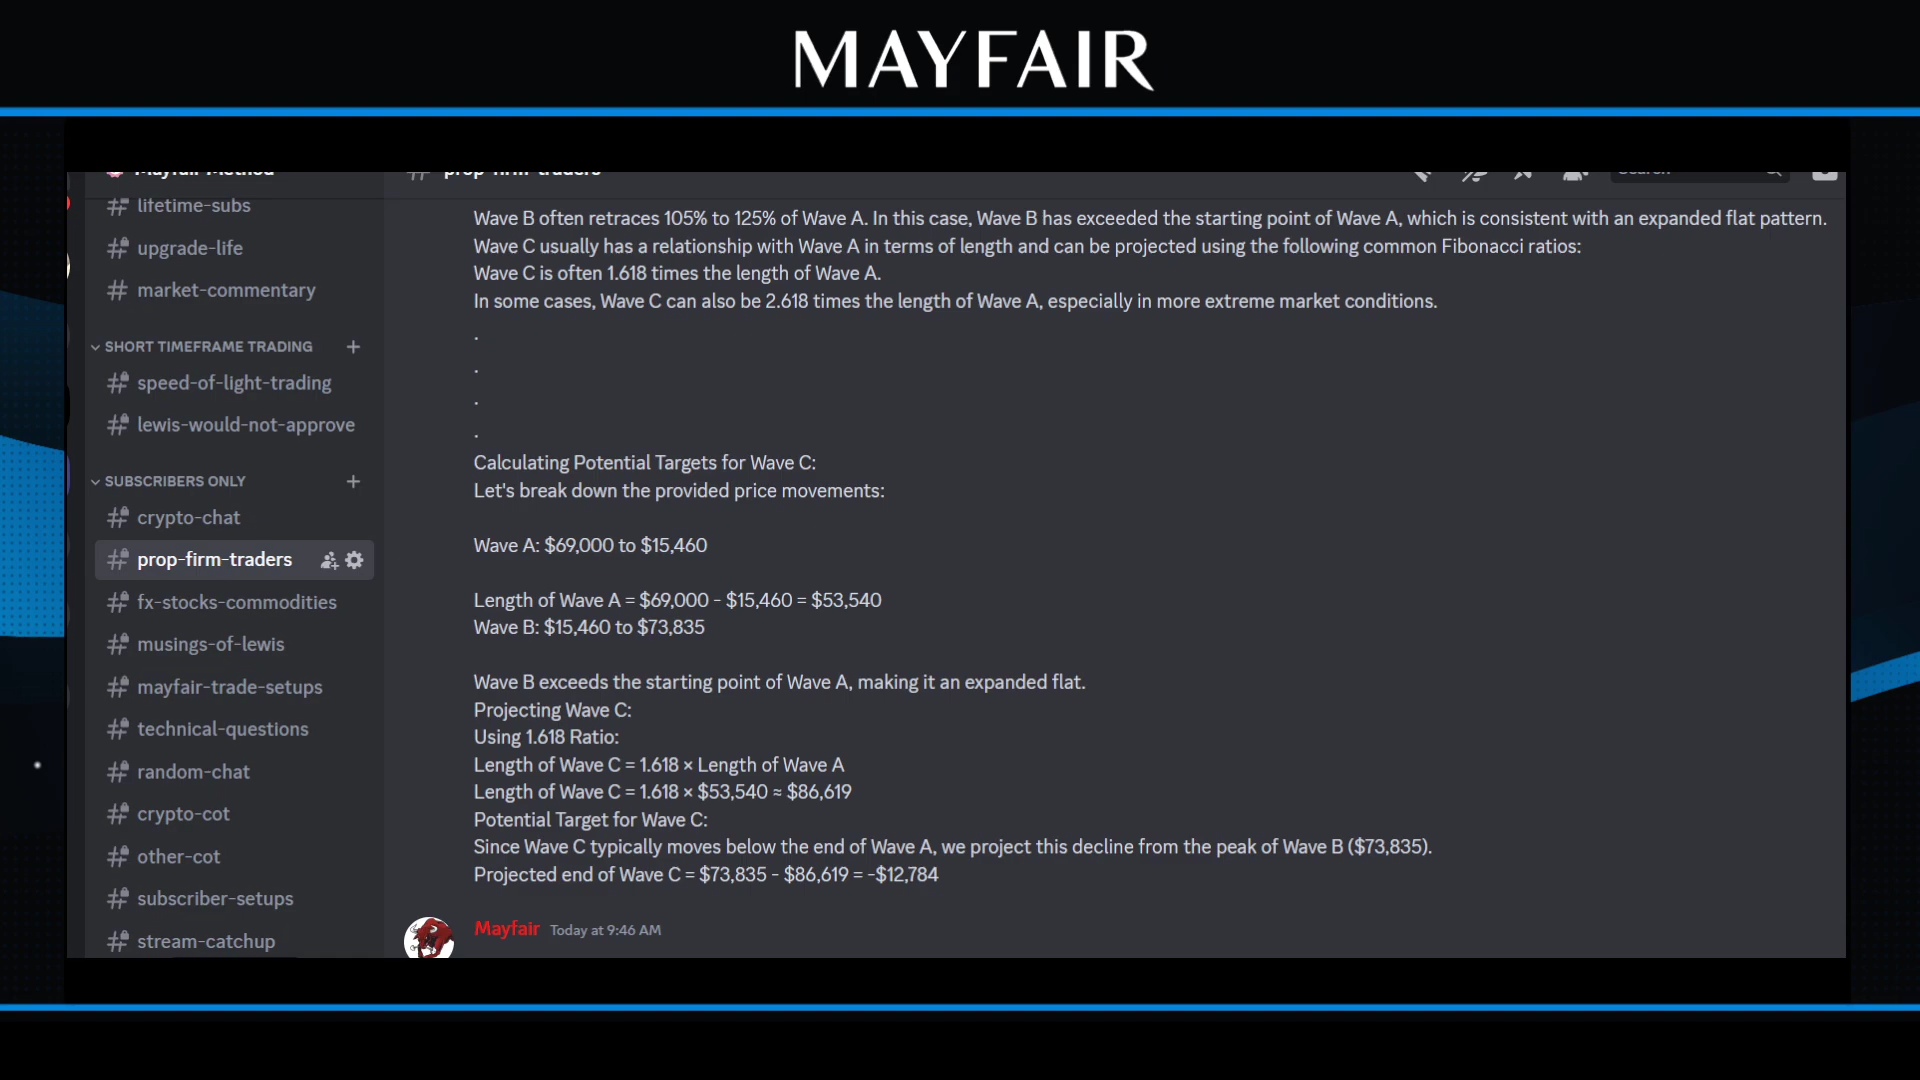 MAYFAIR
Mayfair Method
lifetime-subs
upgrade-life
market-commentary
SHORT TIMEFRAME TRADING
speed-of-light-trading
lewis-would-not-approve
SUBSCRIBERS ONLY
crypto-chat
prop-firm-traders
fx-stocks-commodities
musings-of-lewis
mayfair-trade-setups
technical-questions
random-chat
crypto-cot
other-cot
subscriber-setups
stream-catchup
prop-firm-traders
Search
Wave B often retraces 105% to 125% of Wave A. In this case, Wave B has exceeded the starting point of Wave A, which is consistent with an expanded flat pattern.
Wave C usually has a relationship with Wave A in terms of length and can be projected using the following common Fibonacci ratios:
Wave C is often 1.618 times the length of Wave A.
In some cases, Wave C can also be 2.618 times the length of Wave A, especially in more extreme market conditions.
.
.
.
.
Calculating Potential Targets for Wave C:
Let's break down the provided price movements:
Wave A: $69,000 to $15,460
Length of Wave A = $69,000 - $15,460 = $53,540
Wave B: $15,460 to $73,835
Wave B exceeds the starting point of Wave A, making it an expanded flat.
Projecting Wave C:
Using 1.618 Ratio:
Length of Wave C = 1.618 × Length of Wave A
Length of Wave C = 1.618 × $53,540 ≈ $86,619
Potential Target for Wave C:
Since Wave C typically moves below the end of Wave A, we project this decline from the peak of Wave B ($73,835).
Projected end of Wave C = $73,835 - $86,619 = -$12,784
Mayfair Today at 9:46 AM